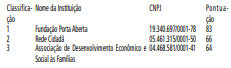 Classifica- Nome da Instituição CNPJ Pontua-
ção ção
1 Fundação Porta Aberta 19.340.697/0001-78 83
2 Rede Cidadã 05.461.315/0001-50 66
3 Associação de Desenvolvimento Econômico e 04.468.581/0001-41 64
Social às Famílias